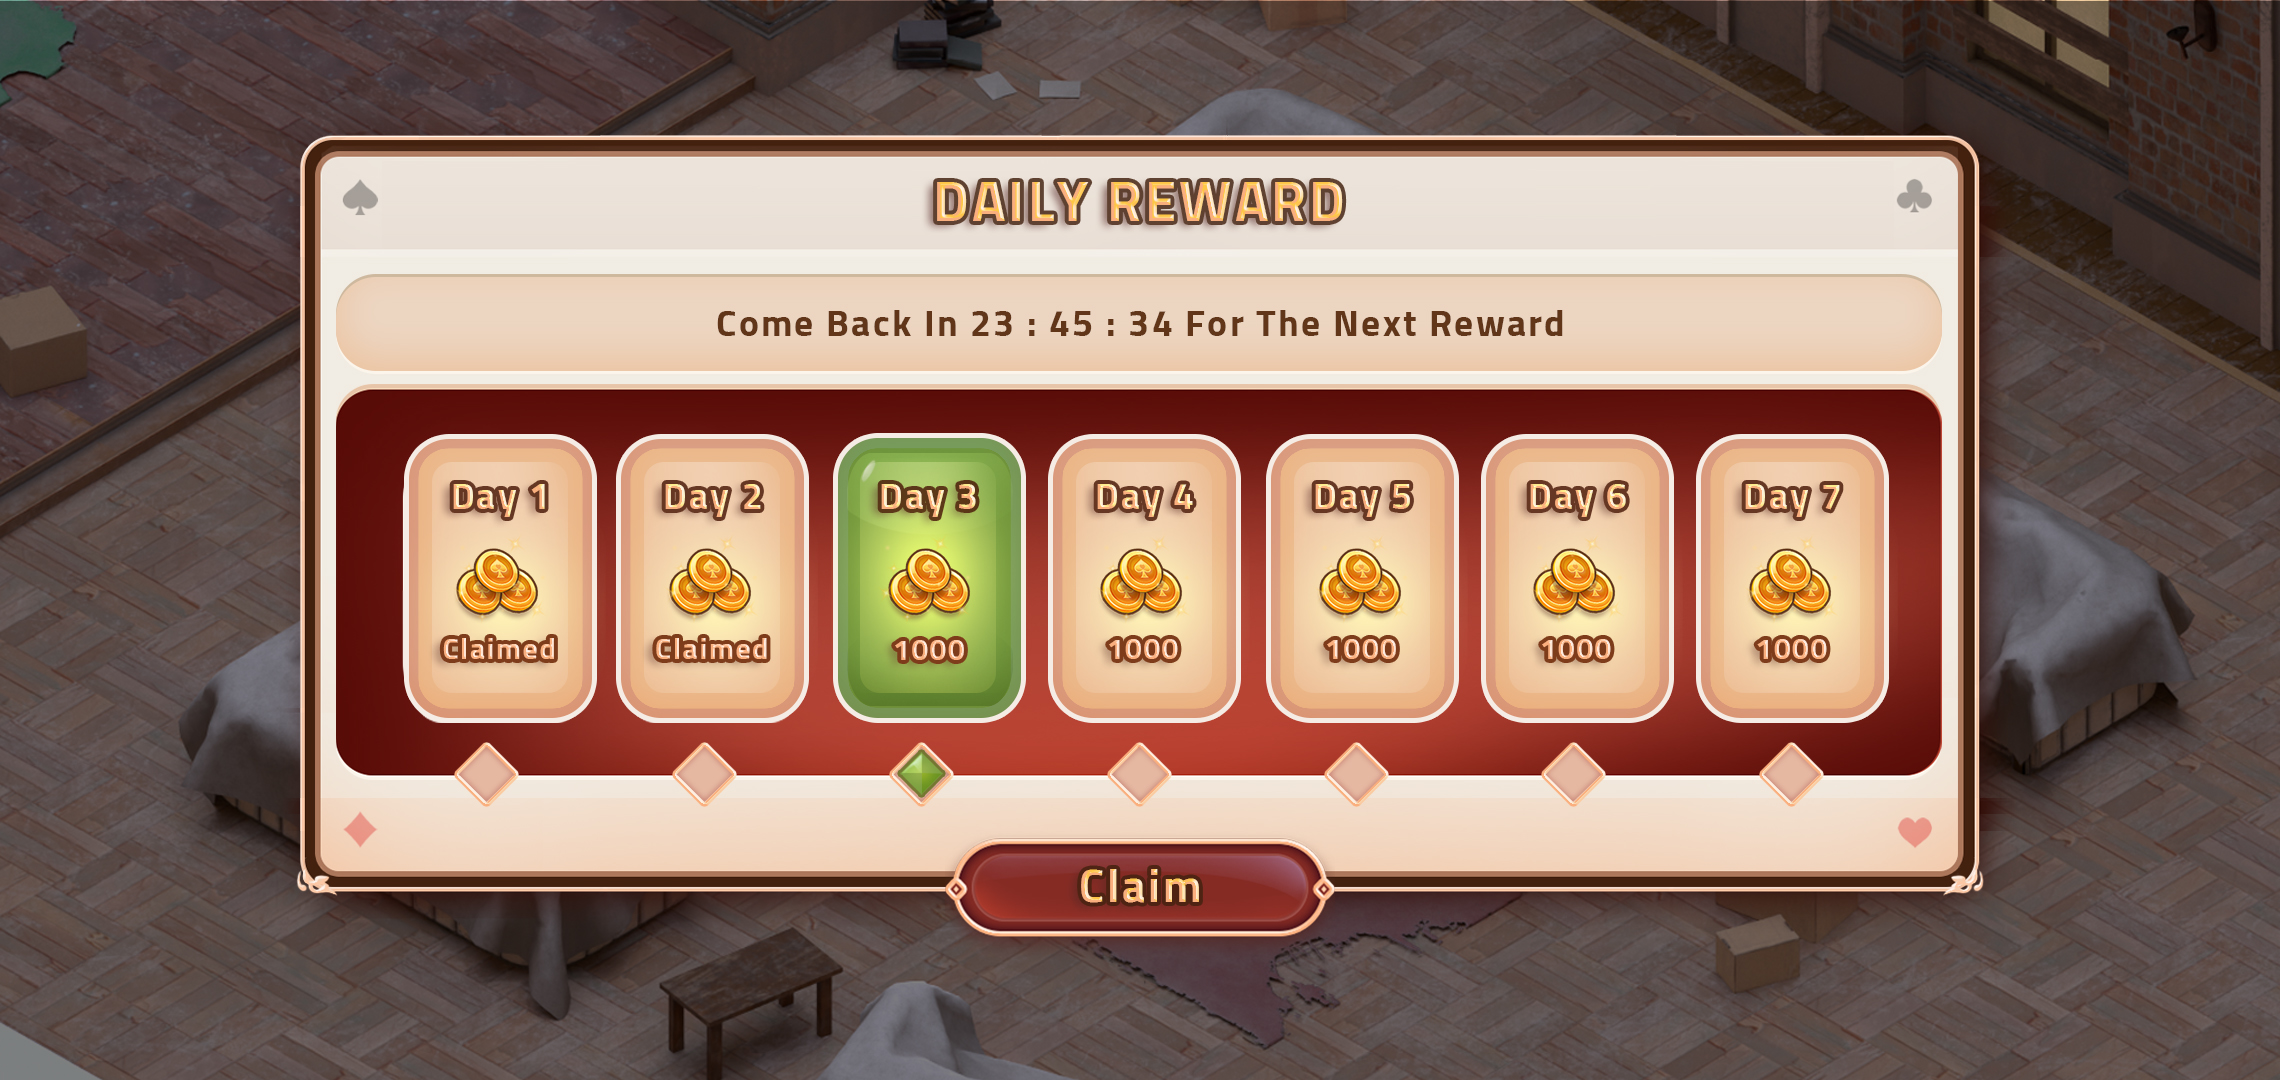 DAILY REWARD
Come Back In 23 : 45 : 34 For The Next Reward
Day 1
Claimed
Day 2
Claimed
Day 3
1000
Day 4
1000
Day 5
1000
Day 6
1000
Day 7
1000
Claim